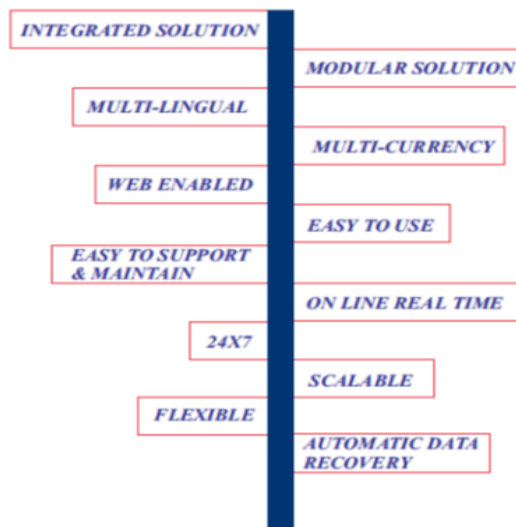 INTEGRATED SOLUTION
MODULAR SOLUTION
MULTI-LINGUAL
MULTI-CURRENCY
WEB ENABLED
EASY TO USE
EASY TO SUPPORT
& MAINTAIN
ON LINE REAL TIME
24X7
SCALABLE
FLEXIBLE
AUTOMATIC DATA
RECOVERY